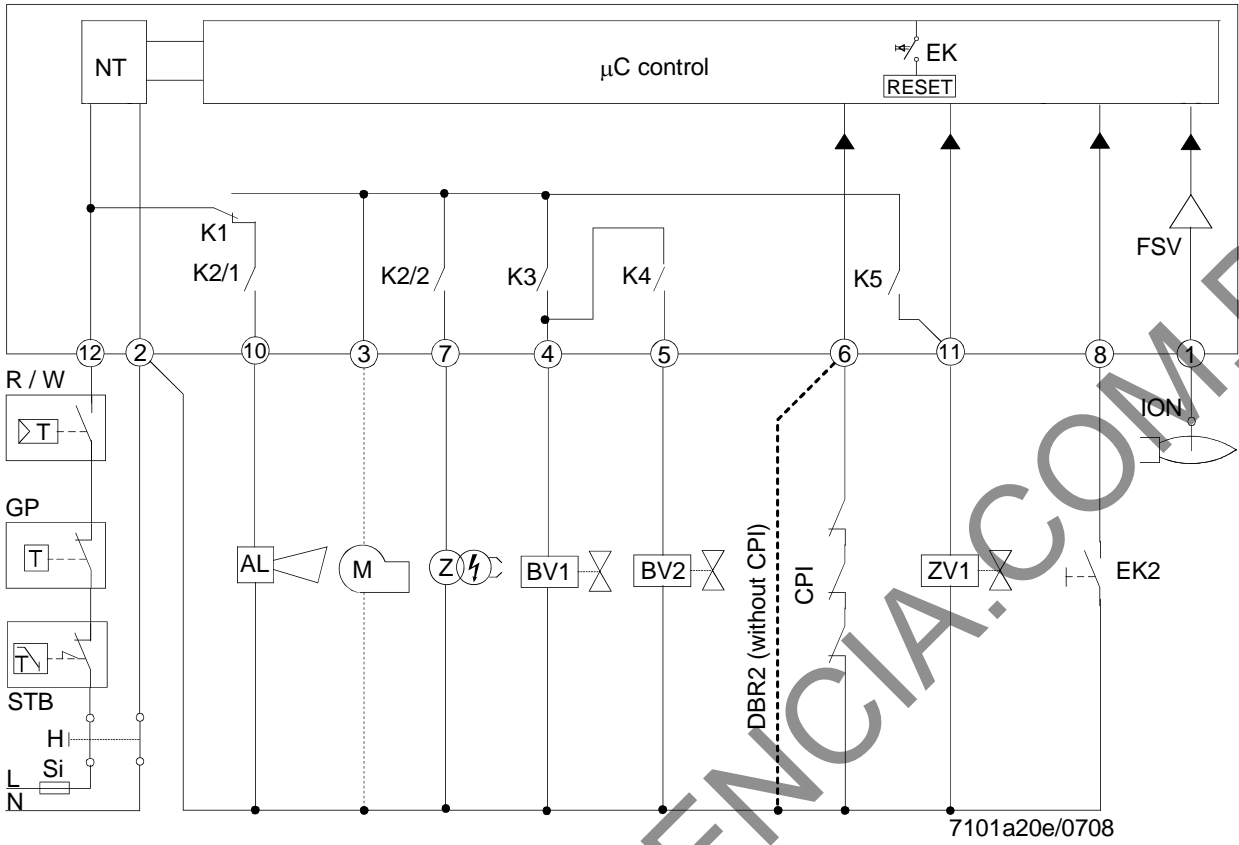 NT
μC control
EK
RESET
K1
K2/1
K2/2
K3
K4
K5
FSV
12
2
10
3
7
4
5
6
11
8
1
R / W
T
ION
GP
T
AL
M
Z
BV1
BV2
DBR2 (without CPI)
CPI
ZV1
EK2
T
STB
H
Si
L
N
7101a20e/0708